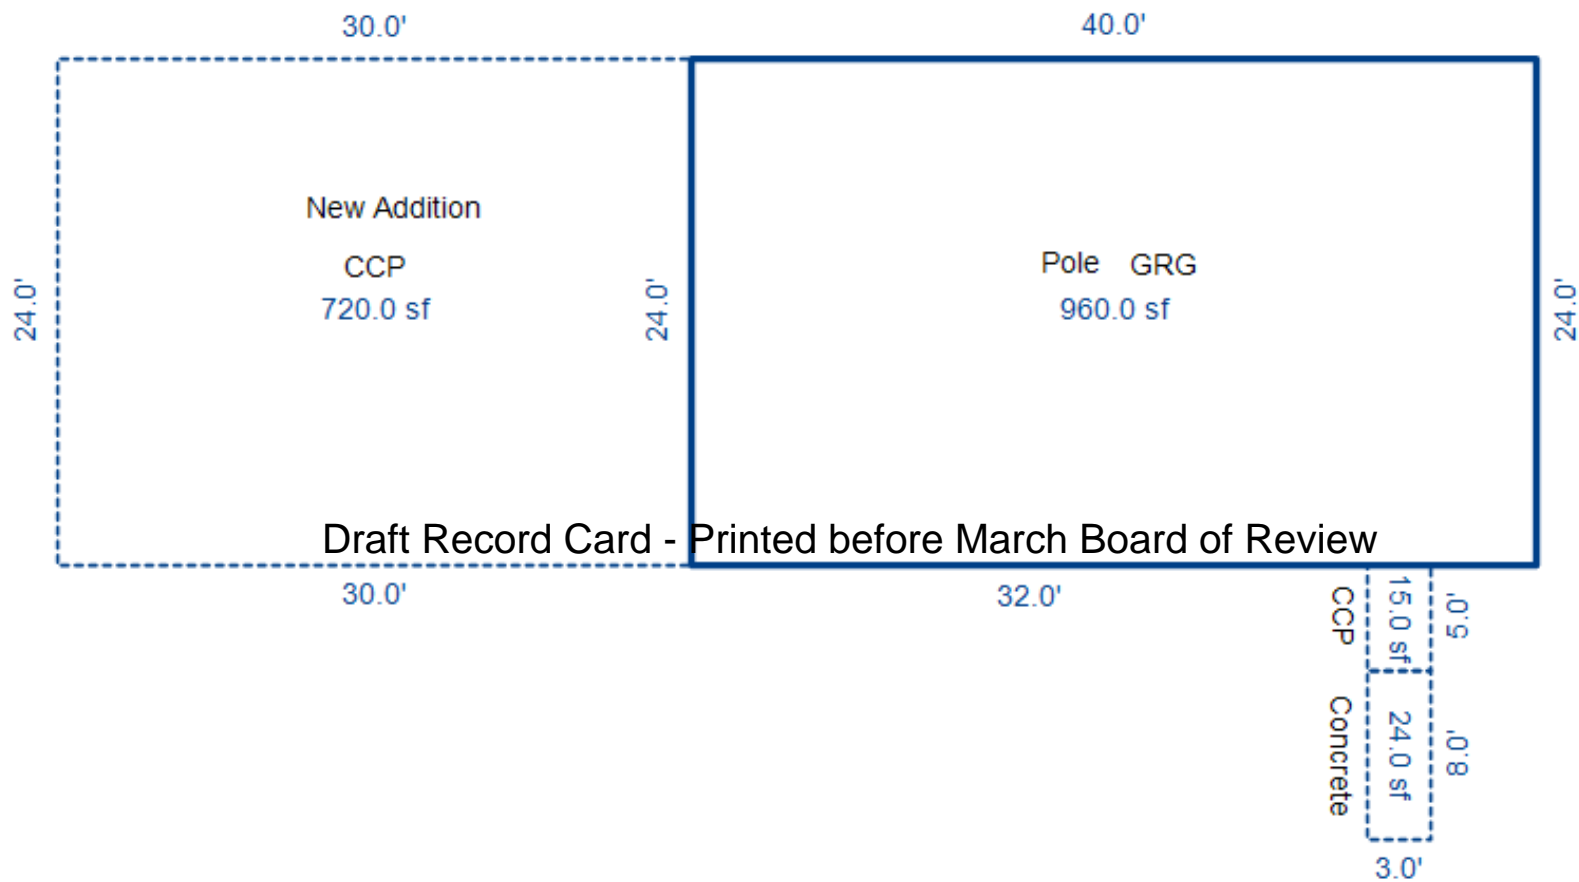 30.0'
40.0'
New Addition
CCP
720.0 sf
24.0'
24.0'
Pole GRG
960.0 sf
24.0'
Draft Record Card - Printed before March Board of Review
30.0'
32.0'
CCP
15.0 sf
5.0'
Concrete
24.0 sf
8.0'
3.0'